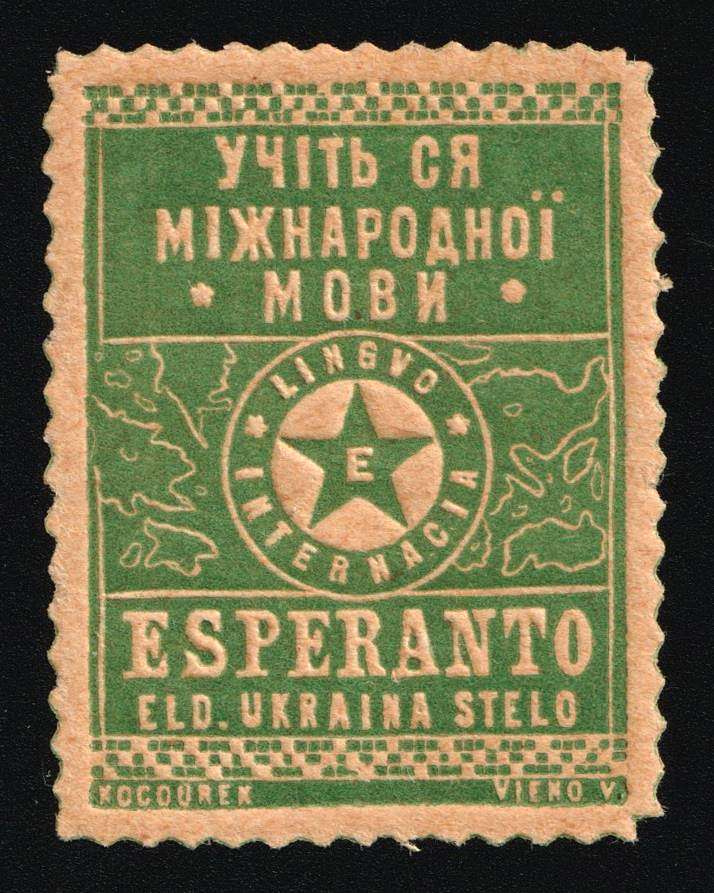 УЧІТЬ СЯ
МІЖНАРОДНОЇ
МОВИ
LINGVO
E
INTERNACIA
ESPERANTO
ELD. UKRAINA STELO
KOCOUREK VIENO V.